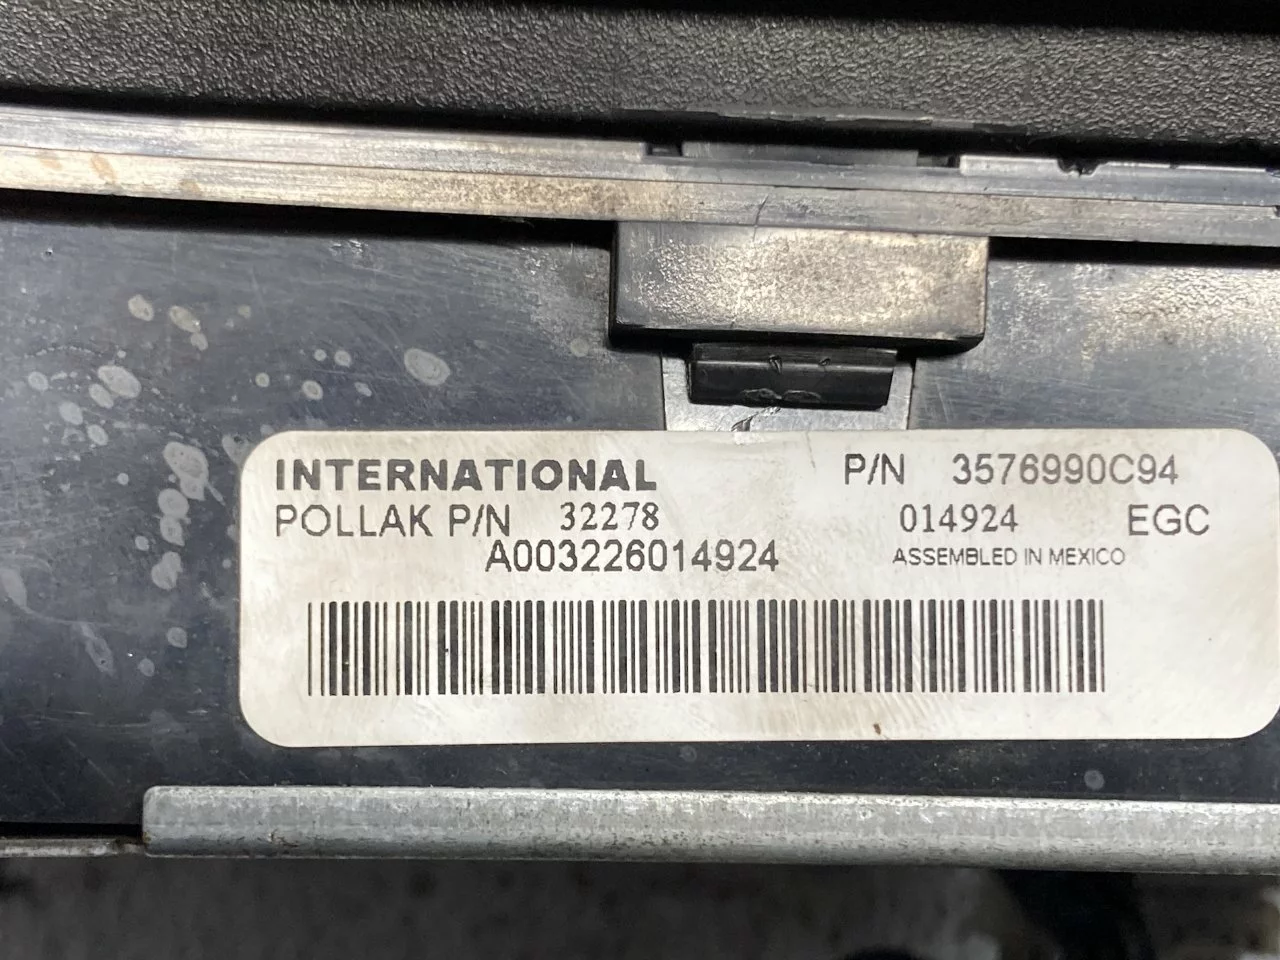 INTERNATIONAL P/N 3576990C94
POLLAK P/N 32278 014924 EGC
A003226014924 ASSEMBLED IN MEXICO